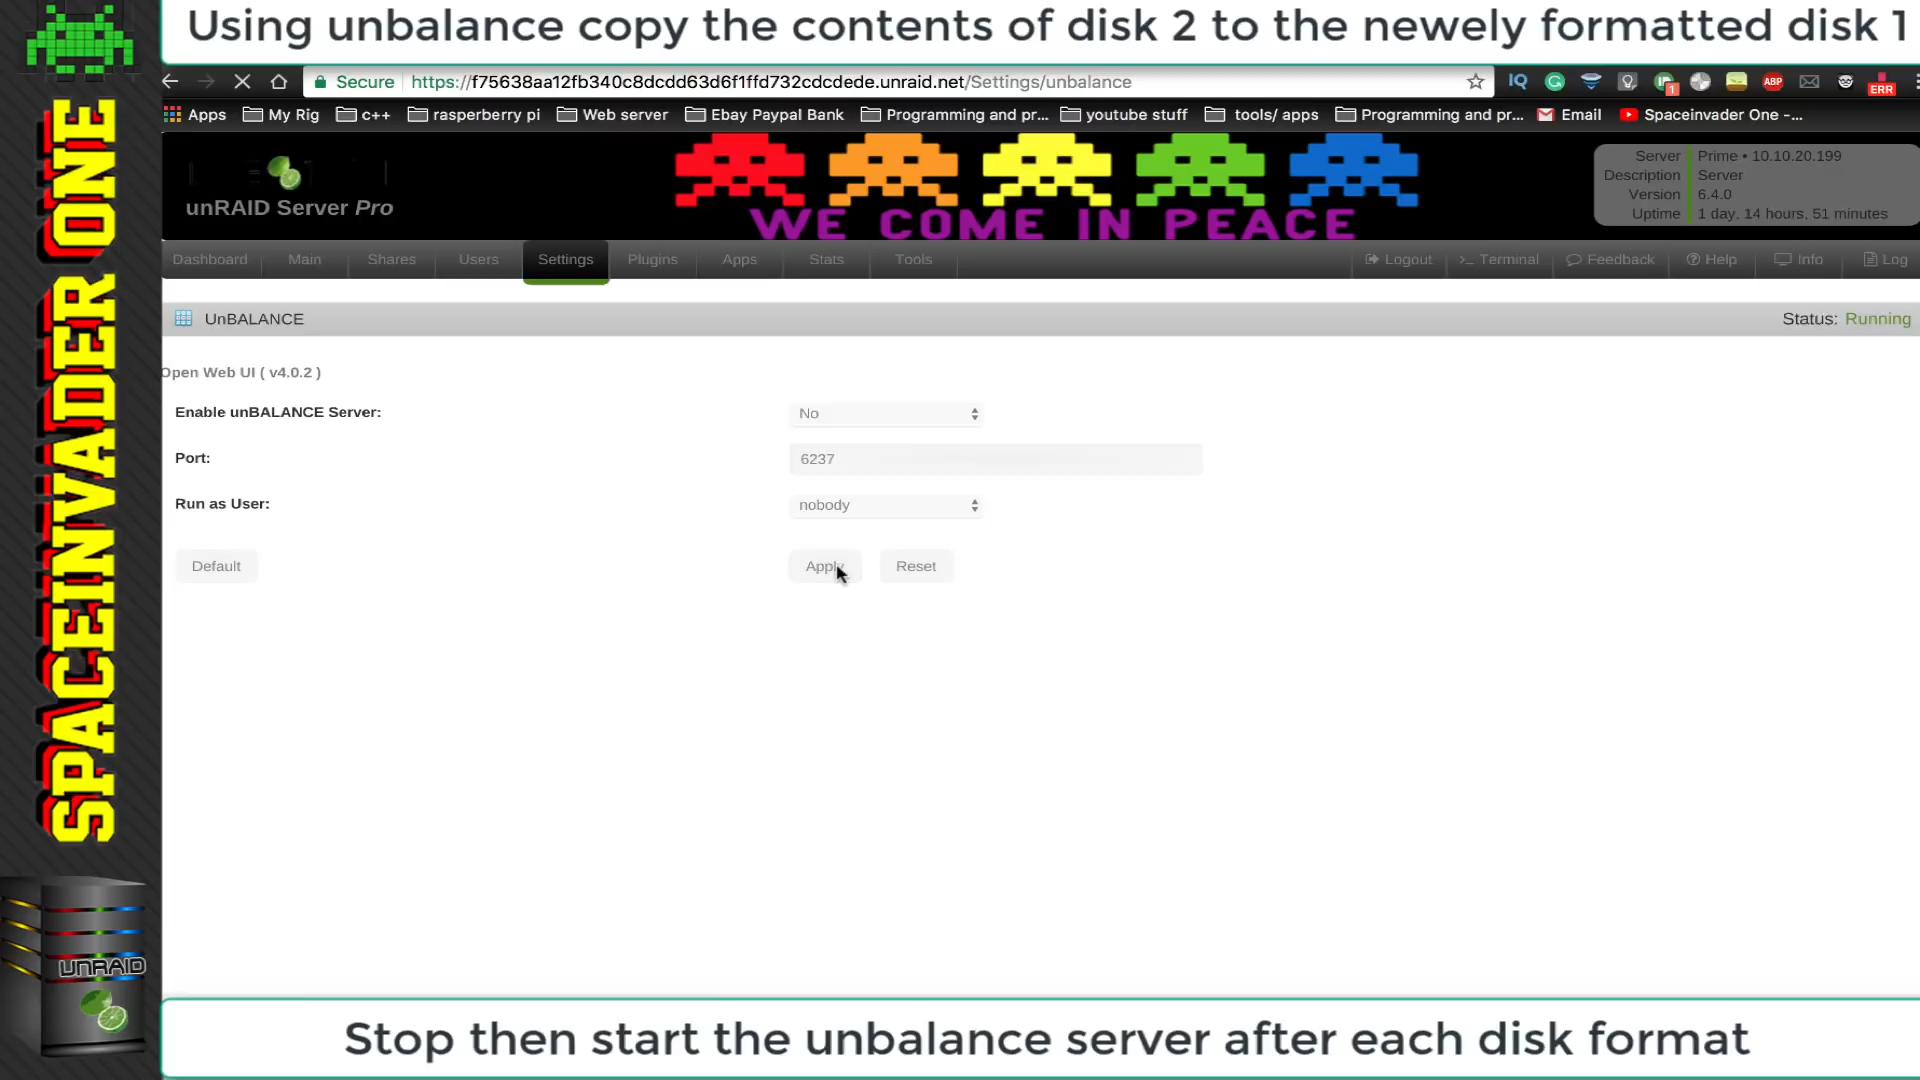 Using unbalance copy the contents of disk 2 to the newely formatted disk 1
SPACEINVADER ONE
Secure https://f75638aa12fb340c8dcdd63d6f1ffd732cdcdede.unraid.net/Settings/unbalance
IQ 1 ABP ERR
Apps My Rig c++ rasperberry pi Web server Ebay Paypal Bank Programming and pr... youtube stuff tools/ apps Programming and pr... Email Spaceinvader One -...
unRAID Server Pro
WE COME IN PEACE
Server Prime • 10.10.20.199
Description Server
Version 6.4.0
Uptime 1 day, 14 hours, 51 minutes
Dashboard Main Shares Users Settings Plugins Apps Stats Tools Logout >_ Terminal Feedback Help Info Log
UnBALANCE Status: Running
Open Web UI ( v4.0.2 )
Enable unBALANCE Server: No
Port: 6237
Run as User: nobody
Default Apply Reset
UNRAID
Stop then start the unbalance server after each disk format